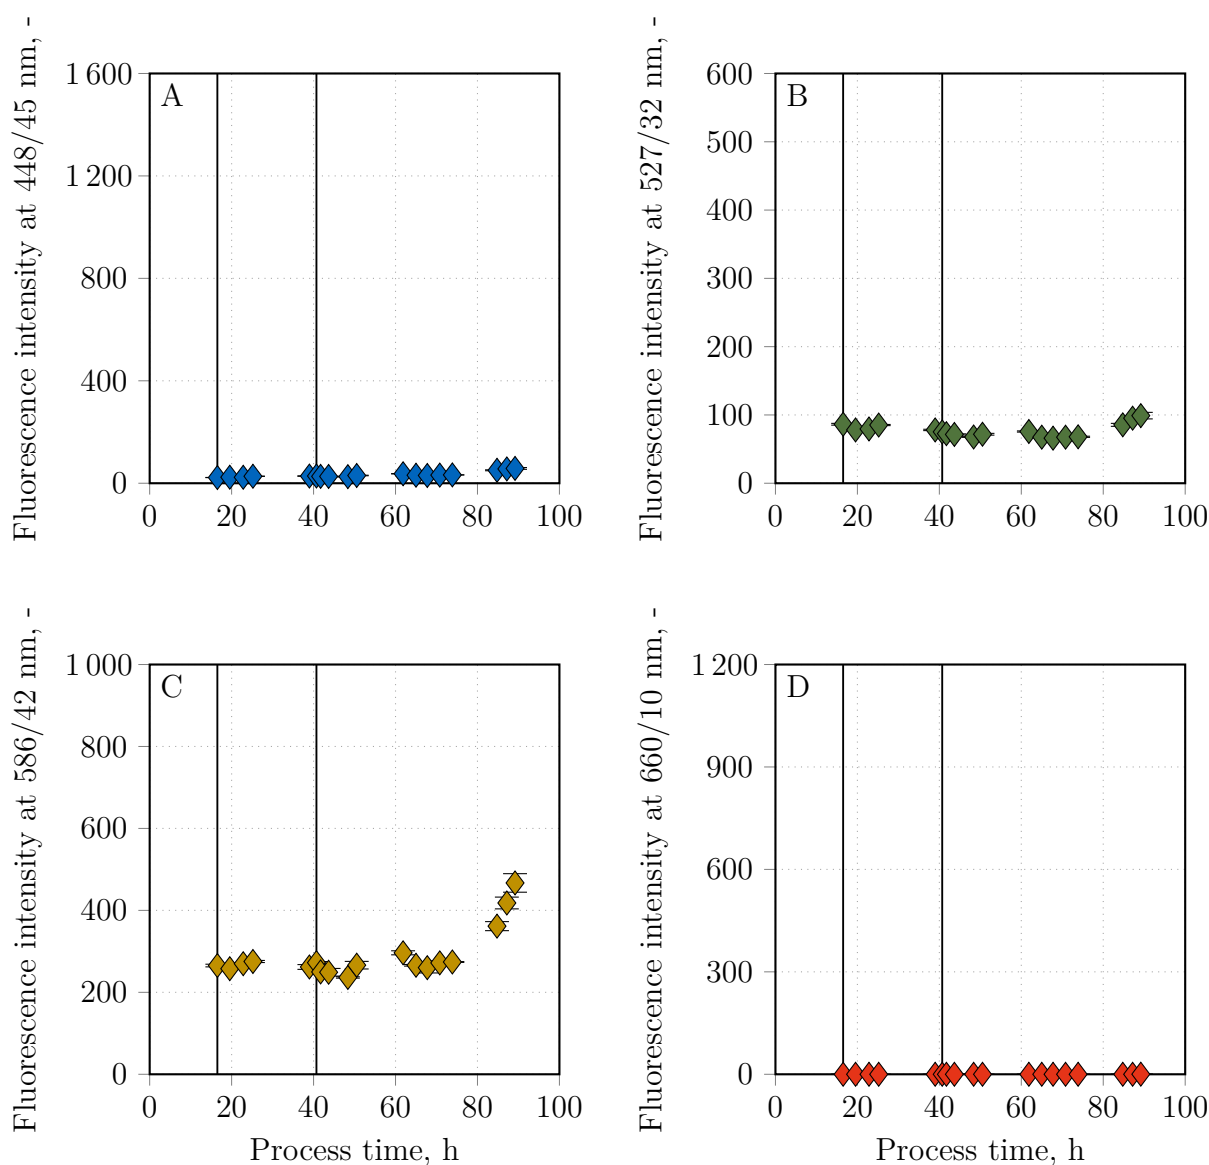 Fluorescence intensity at 448/45 nm, -
1 600
1 200
800
400
0
A
0 20 40 60 80 100
Fluorescence intensity at 527/32 nm, -
600
500
400
300
200
100
0
B
0 20 40 60 80 100
Fluorescence intensity at 586/42 nm, -
1 000
800
600
400
200
0
C
0 20 40 60 80 100
Process time, h
Fluorescence intensity at 660/10 nm, -
1 200
900
600
300
0
D
0 20 40 60 80 100
Process time, h